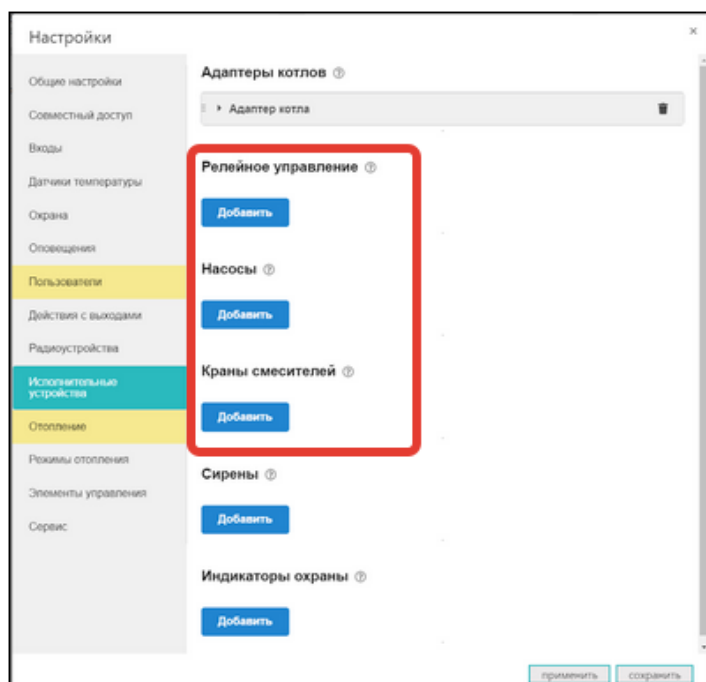 Настройки
Общие настройки
Совместный доступ
Входы
Датчики температуры
Охрана
Оповещения
Пользователи
Действия с выходами
Радиоустройства
Исполнительные
устройства
Отопление
Режимы отопления
Элементы управления
Сервис
Адаптеры котлов
Адаптер котла
Релейное управление
Добавить
Насосы
Добавить
Краны смесителей
Добавить
Сирены
Добавить
Индикаторы охраны
Добавить
применить
сохранить